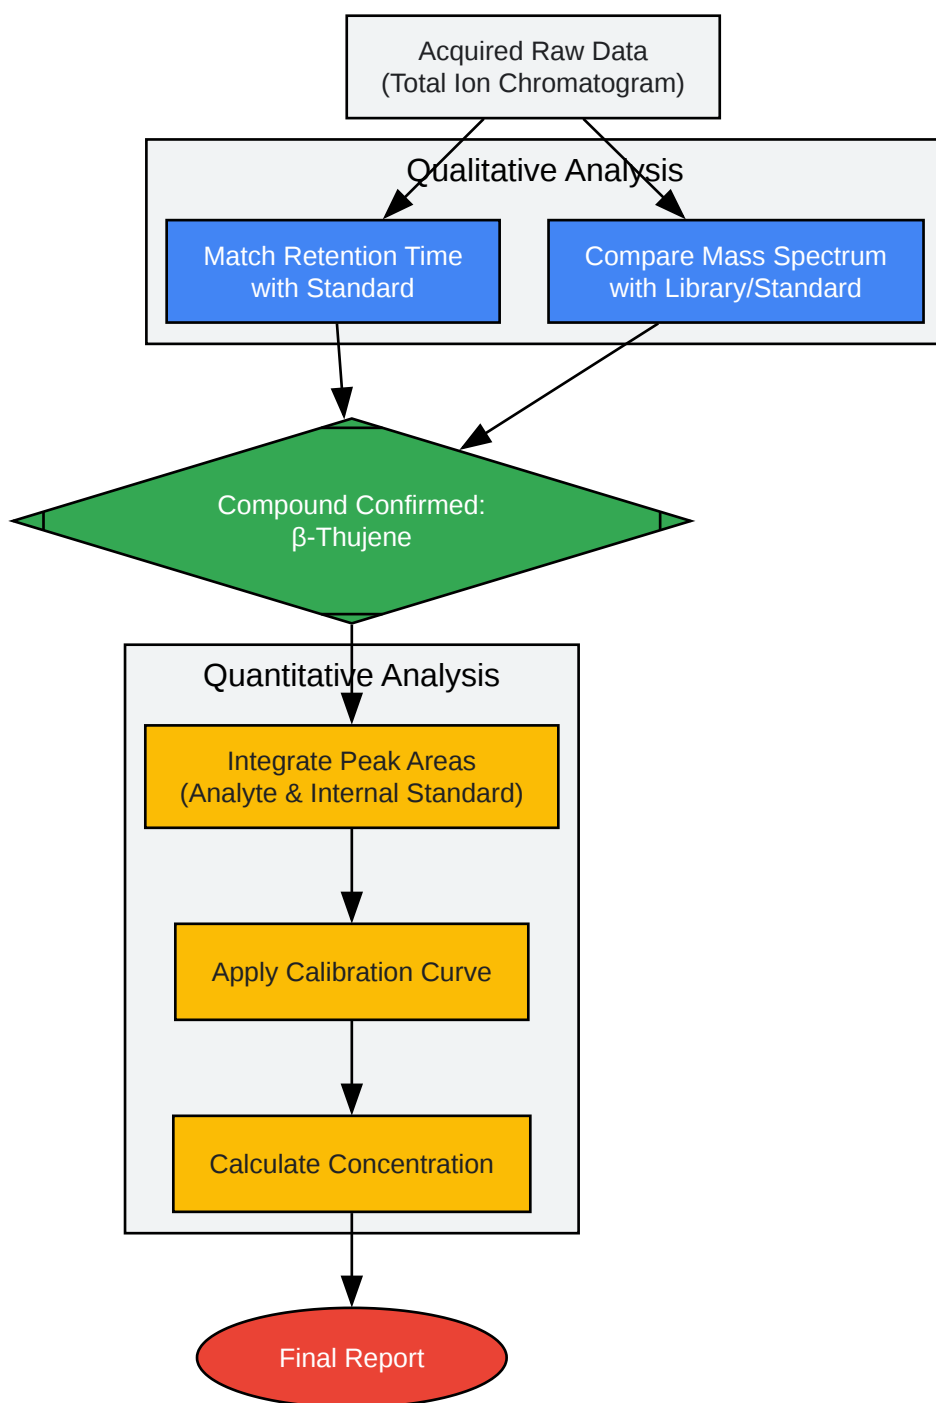 Acquired Raw Data
(Total Ion Chromatogram)
Qualitative Analysis
Match Retention Time
with Standard
Compare Mass Spectrum
with Library/Standard
Compound Confirmed:
β-Thujene
Quantitative Analysis
Integrate Peak Areas
(Analyte & Internal Standard)
Apply Calibration Curve
Calculate Concentration
Final Report